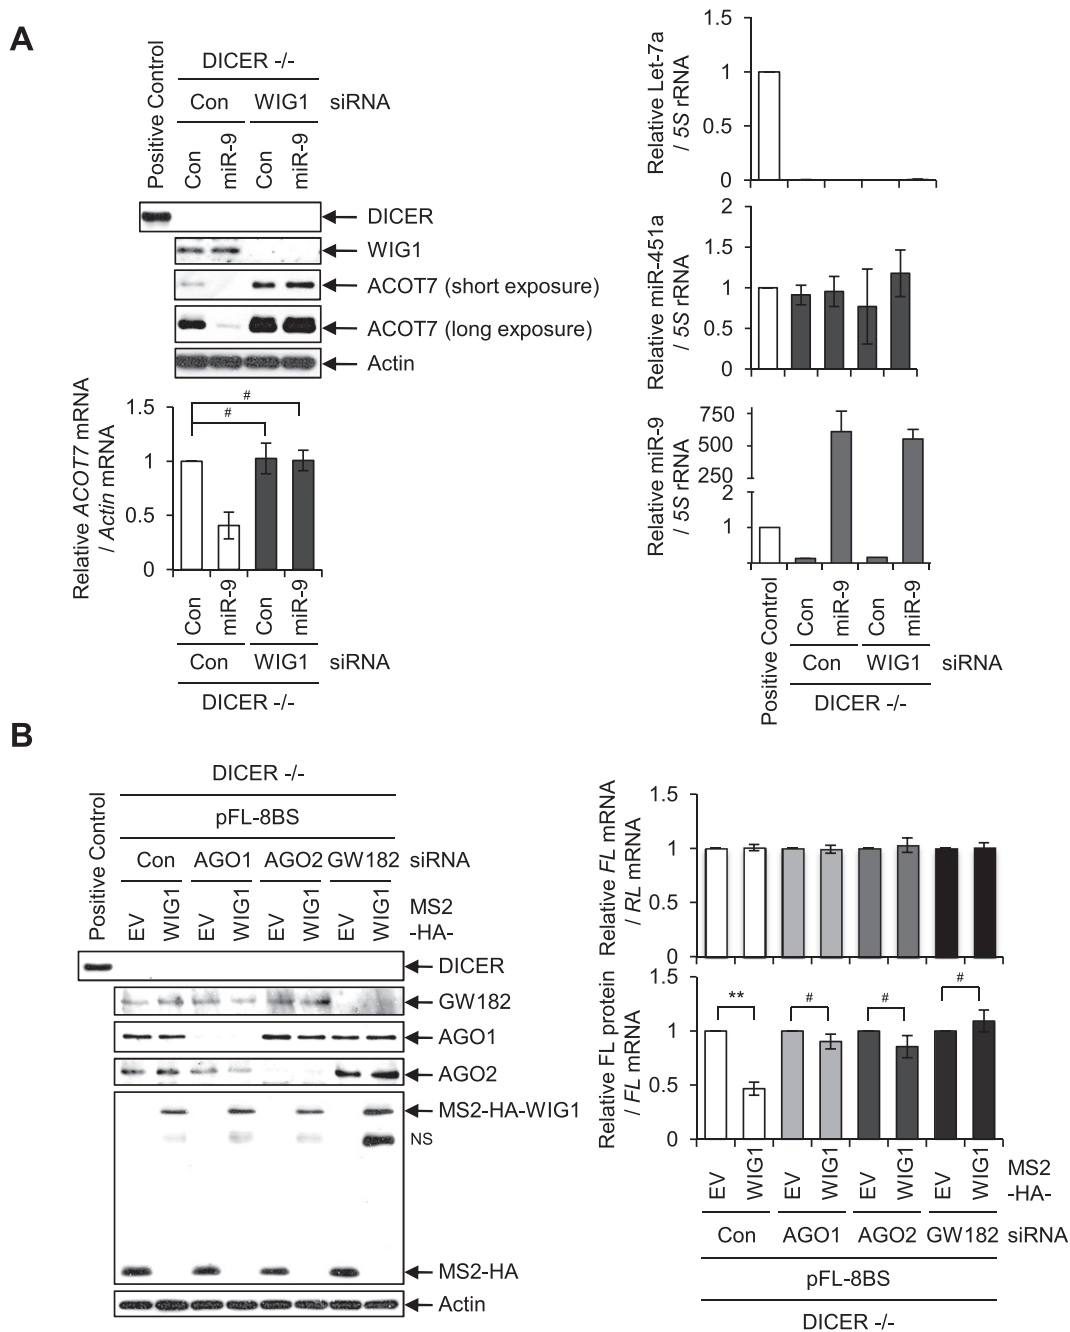 A
DICER -/-
Con WIG1 siRNA
Positive Control
Con
miR-9
Con
miR-9
DICER
WIG1
ACOT7 (short exposure)
ACOT7 (long exposure)
Actin
Relative ACOT7 mRNA
/ Actin mRNA
1.5
1
0.5
0
#
#
Con
miR-9
Con
miR-9
Con WIG1 siRNA
DICER -/-
Relative Let-7a
/ 5S rRNA
1.5
1
0.5
0
Relative miR-451a
/ 5S rRNA
2
1.5
1
0.5
0
Relative miR-9
/ 5S rRNA
750
500
250
2
1
Positive Control
Con
miR-9
Con
miR-9
Con WIG1 siRNA
DICER -/-
B
DICER -/-
pFL-8BS
Con AGO1 AGO2 GW182 siRNA
Positive Control
EV
WIG1
EV
WIG1
EV
WIG1
EV
WIG1
MS2
-HA-
DICER
GW182
AGO1
AGO2
MS2-HA-WIG1
NS
MS2-HA
Actin
Relative FL mRNA
/ RL mRNA
1.5
1
0.5
0
Relative FL protein
/ FL mRNA
1.5
1
0.5
0
**
#
#
#
EV
WIG1
EV
WIG1
EV
WIG1
EV
WIG1
MS2
-HA-
Con AGO1 AGO2 GW182 siRNA
pFL-8BS
DICER -/-